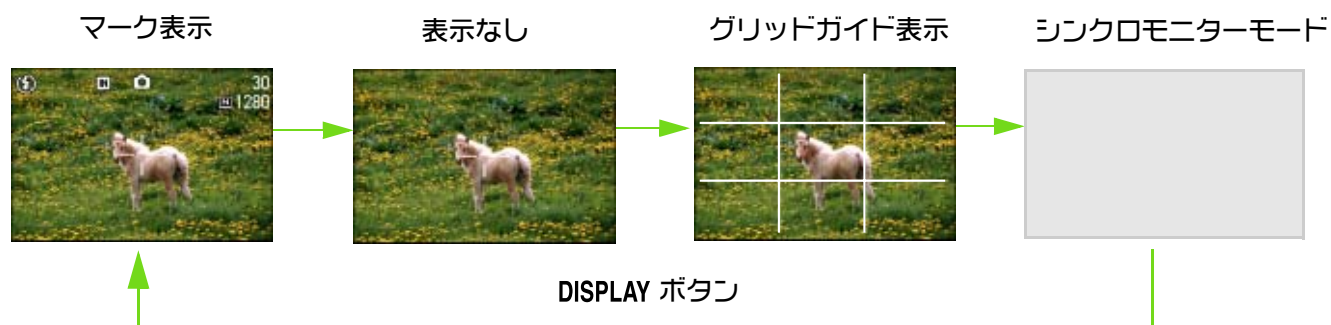 マーク表示
表示なし
グリッドガイド表示
シンクロモニターモード
IN
30
N 1280
DISPLAY ボタン